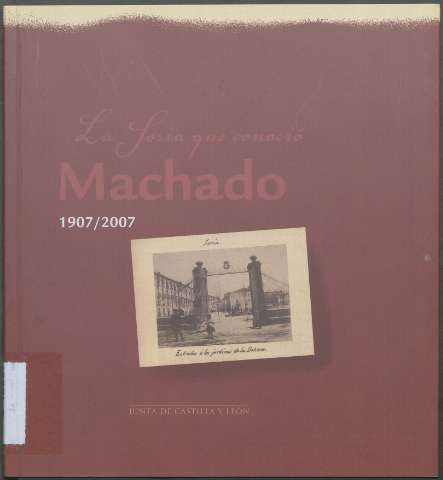 La Soria que conoció
Machado
1907/2007
Soria.
Entrada á los jardines de la Dehesa.
JUNTA DE CASTILLA Y LEÓN